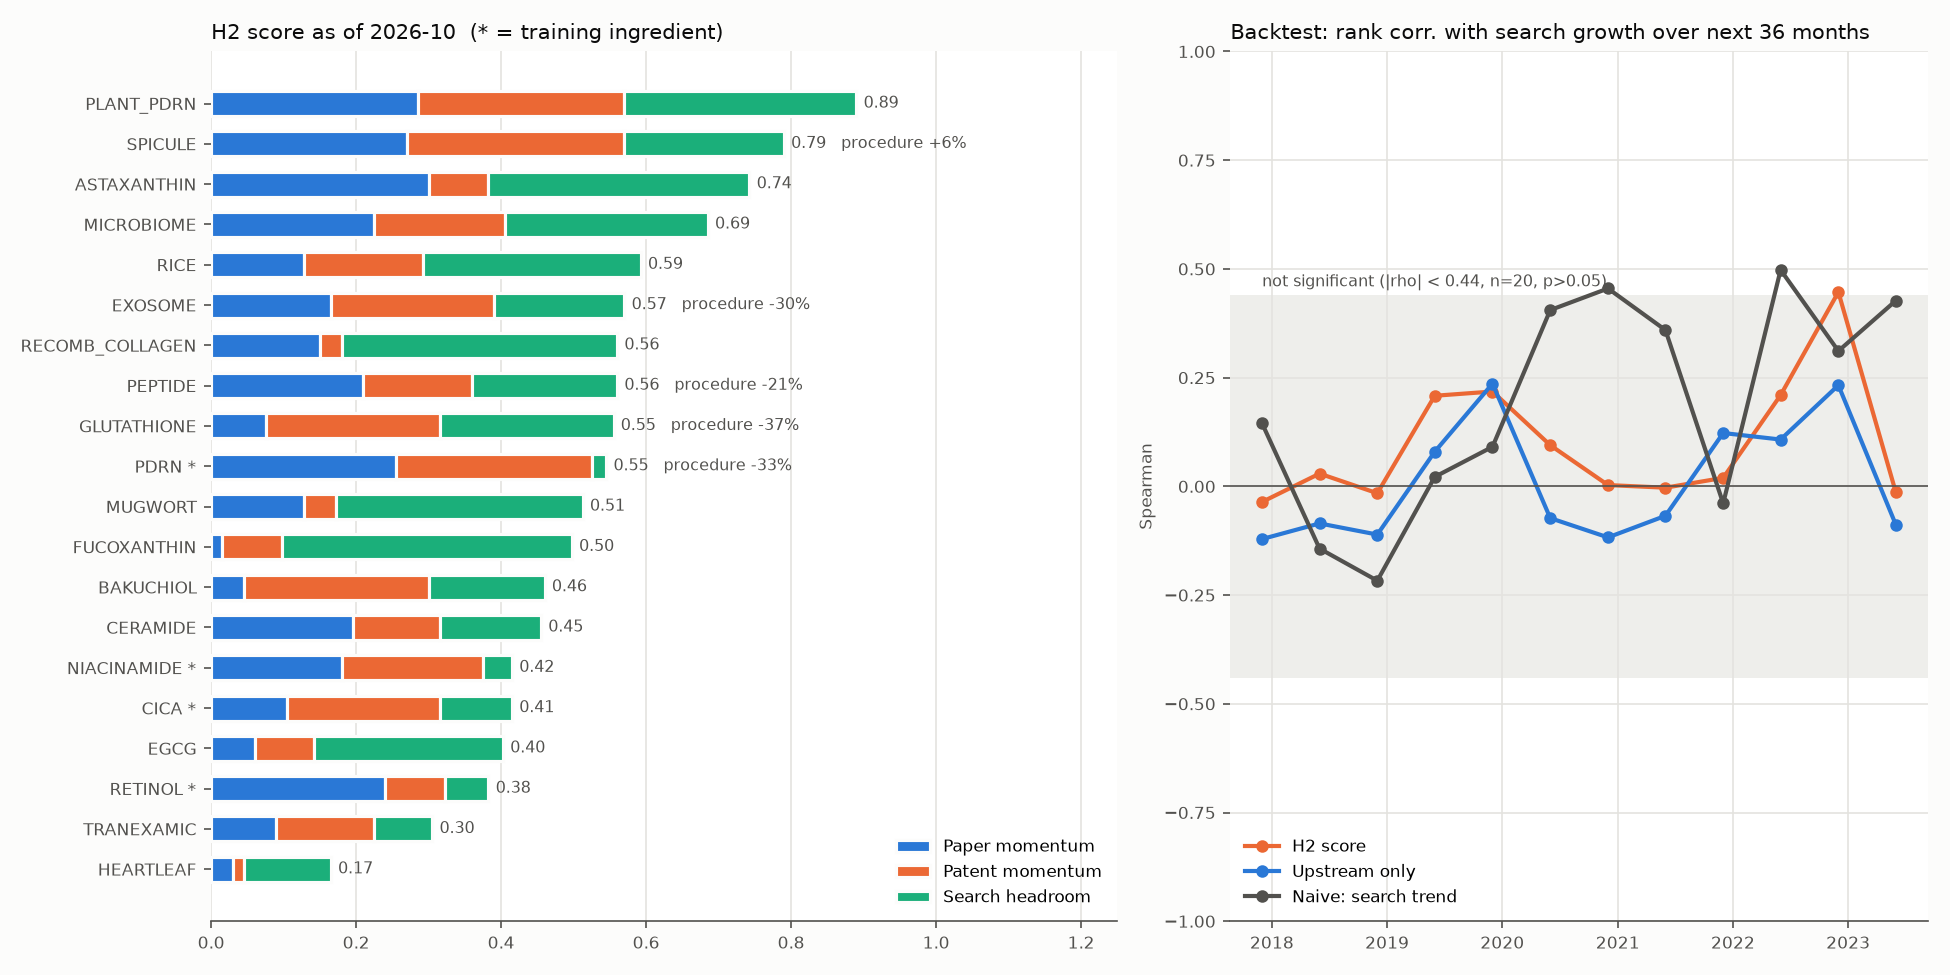 H2 score as of 2026-10  (* = training ingredient)
PLANT_PDRN 0.89
SPICULE 0.79 procedure +6%
ASTAXANTHIN 0.74
MICROBIOME 0.69
RICE 0.59
EXOSOME 0.57 procedure -30%
RECOMB_COLLAGEN 0.56
PEPTIDE 0.56 procedure -21%
GLUTATHIONE 0.55 procedure -37%
PDRN * 0.55 procedure -33%
MUGWORT 0.51
FUCOXANTHIN 0.50
BAKUCHIOL 0.46
CERAMIDE 0.45
NIACINAMIDE * 0.42
CICA * 0.41
EGCG 0.40
RETINOL * 0.38
TRANEXAMIC 0.30
HEARTLEAF 0.17
Paper momentum
Patent momentum
Search headroom
0.0 0.2 0.4 0.6 0.8 1.0 1.2
Backtest: rank corr. with search growth over next 36 months
Spearman
1.00
0.75
0.50
0.25
0.00
−0.25
−0.50
−0.75
−1.00
not significant (|rho| < 0.44, n=20, p>0.05)
H2 score
Upstream only
Naive: search trend
2018 2019 2020 2021 2022 2023